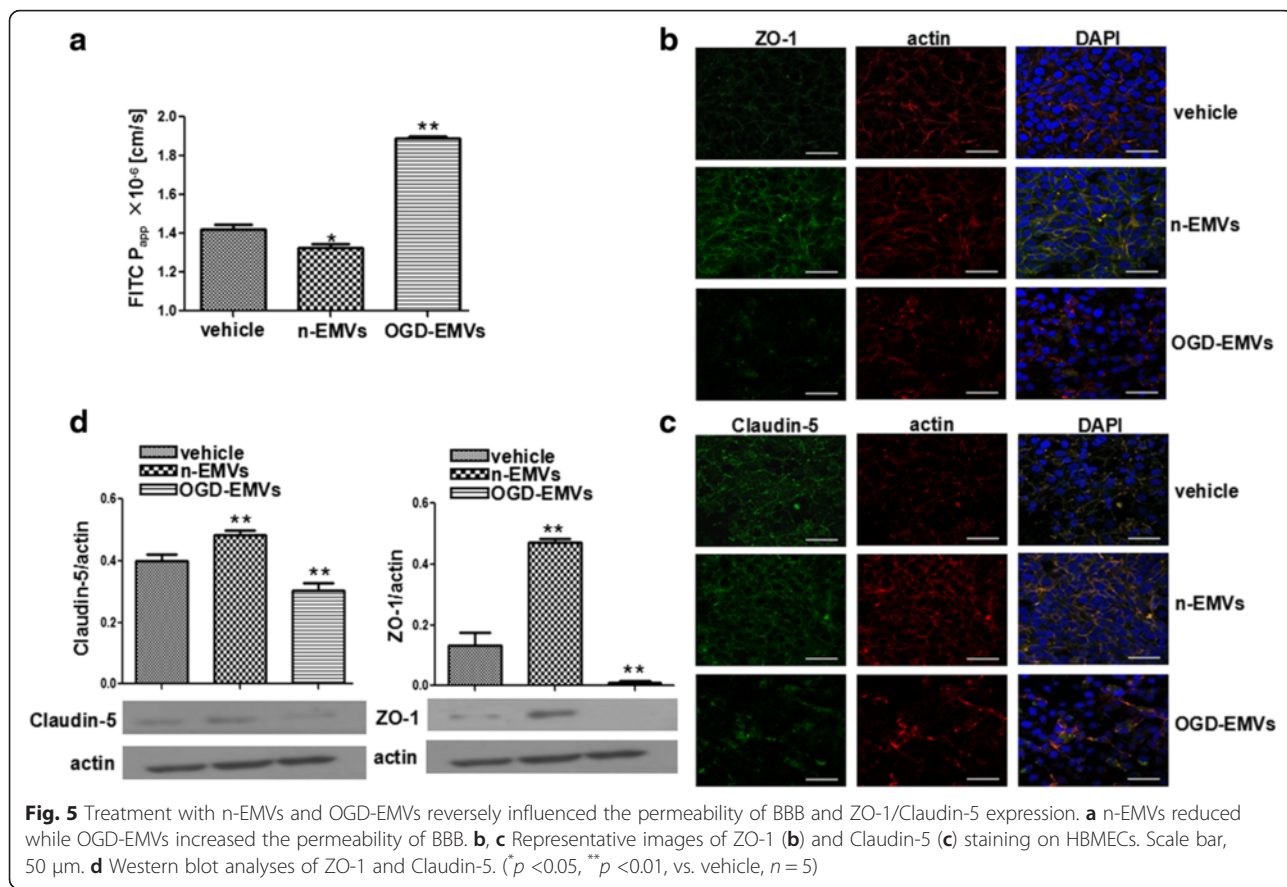 a
FITC Papp ×10-6 [cm/s]
2.0
1.8
1.6
1.4
1.2
1.0
**
*
vehicle
n-EMVs
OGD-EMVs
b
ZO-1
actin
DAPI
vehicle
n-EMVs
OGD-EMVs
d
vehicle
n-EMVs
OGD-EMVs
Claudin-5/actin
0.6
0.4
0.2
0.0
**
**
Claudin-5
actin
vehicle
n-EMVs
OGD-EMVs
ZO-1/actin
0.6
0.4
0.2
0.0
**
**
ZO-1
actin
c
Claudin-5
actin
DAPI
vehicle
n-EMVs
OGD-EMVs
Fig. 5 Treatment with n-EMVs and OGD-EMVs reversely influenced the permeability of BBB and ZO-1/Claudin-5 expression. a n-EMVs reduced
while OGD-EMVs increased the permeability of BBB. b, c Representative images of ZO-1 (b) and Claudin-5 (c) staining on HBMECs. Scale bar,
50 μm. d Western blot analyses of ZO-1 and Claudin-5. (*p <0.05, **p <0.01, vs. vehicle, n = 5)